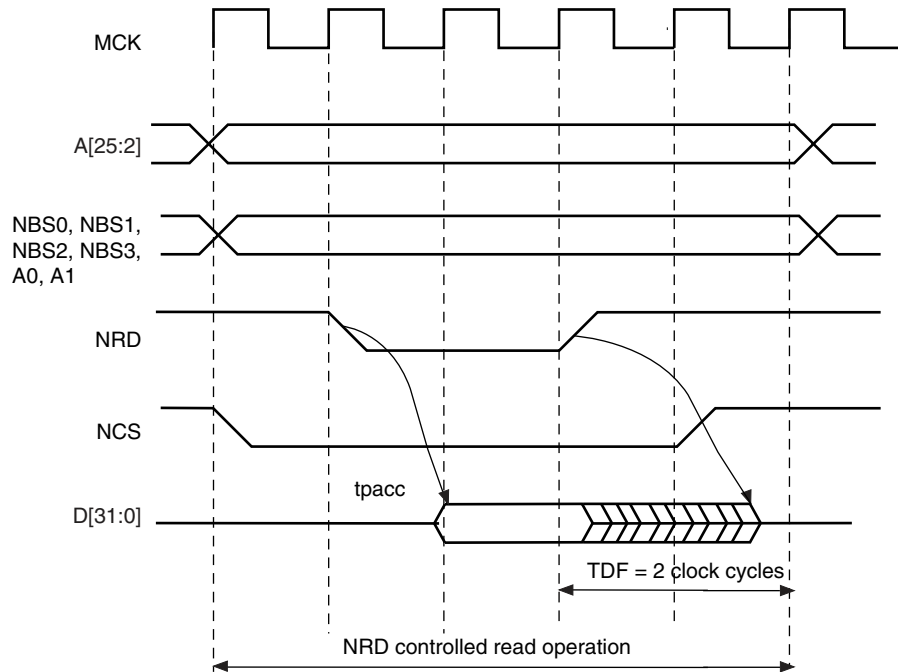 MCK
A[25:2]
NBS0, NBS1,
NBS2, NBS3,
A0, A1
NRD
NCS
tpacc
D[31:0]
TDF = 2 clock cycles
NRD controlled read operation